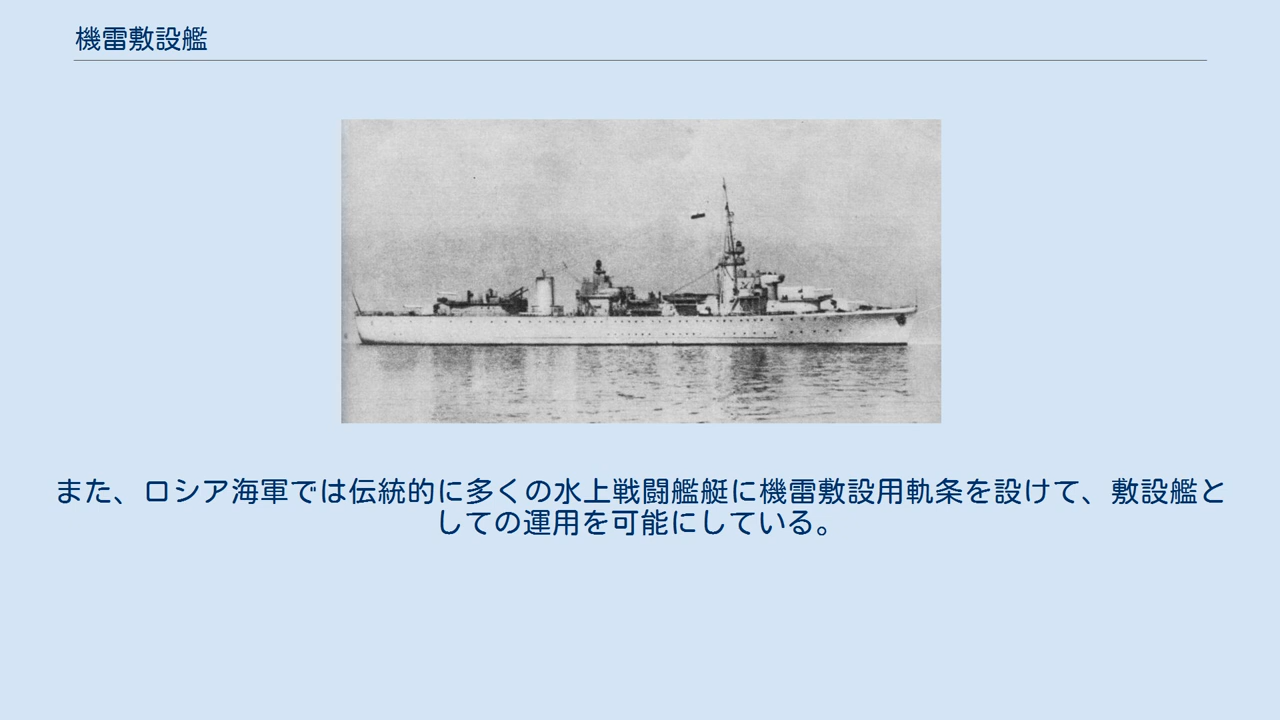 機雷敷設艦
また、ロシア海軍では伝統的に多くの水上戦闘艦艇に機雷敷設用軌条を設けて、敷設艦と
しての運用を可能にしている。